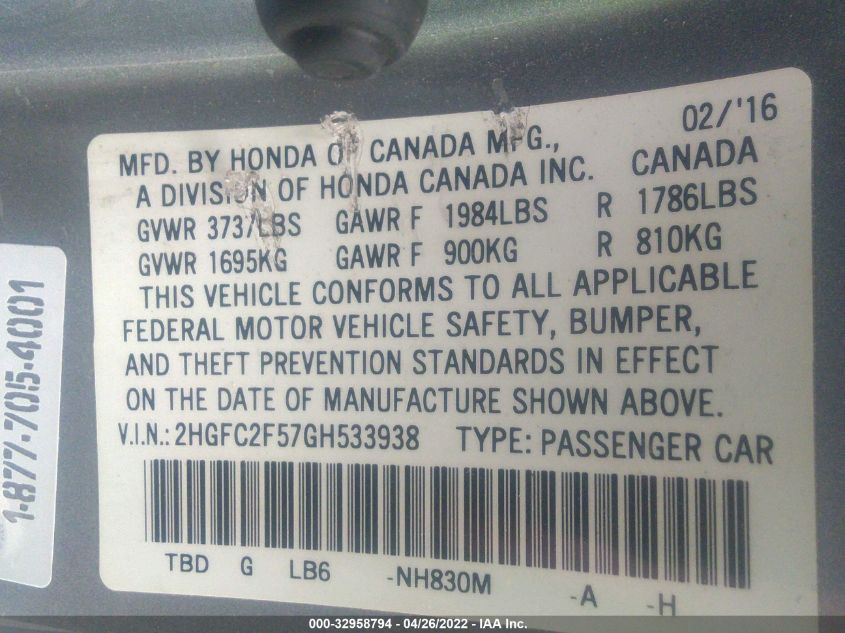 02/'16
MFD. BY HONDA OF CANADA MFG.,
A DIVISION OF HONDA CANADA INC. CANADA
GVWR 3737LBS GAWR F 1984LBS R 1786LBS
GVWR 1695KG GAWR F 900KG R 810KG
THIS VEHICLE CONFORMS TO ALL APPLICABLE
FEDERAL MOTOR VEHICLE SAFETY, BUMPER,
AND THEFT PREVENTION STANDARDS IN EFFECT
ON THE DATE OF MANUFACTURE SHOWN ABOVE.
V.I.N.: 2HGFC2F57GH533938 TYPE: PASSENGER CAR
TBD G LB6 -NH830M -A -H
1-877-705-4001
000-32958794 - 04/26/2022 - IAA Inc.